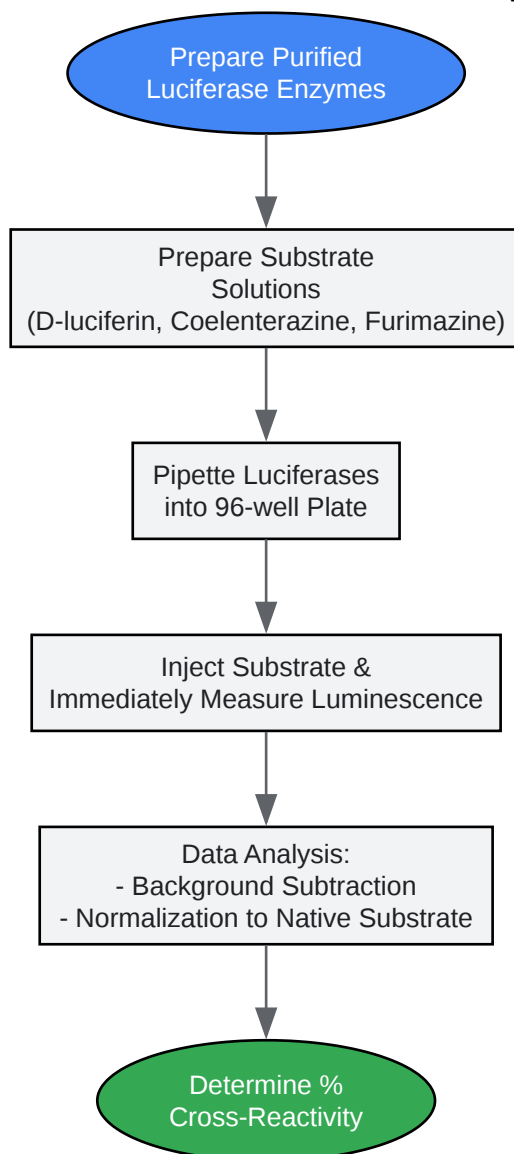 Prepare Purified
Luciferase Enzymes
Prepare Substrate
Solutions
(D-luciferin, Coelenterazine, Furimazine)
Pipette Luciferases
into 96-well Plate
Inject Substrate &
Immediately Measure Luminescence
Data Analysis:
- Background Subtraction
- Normalization to Native Substrate
Determine %
Cross-Reactivity